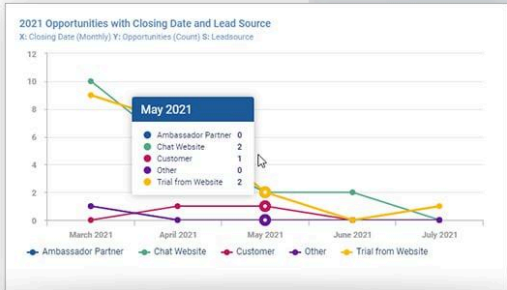 2021 Opportunities with Closing Date and Lead Source
X: Closing Date (Monthly) Y: Opportunities (Count) S: Leadsource
12
10
8
6
4
2
0
May 2021
Ambassador Partner 0
Chat Website 2
Customer 1
Other 0
Trial from Website 2
March 2021 April 2021 May 2021 June 2021 July 2021
Ambassador Partner Chat Website Customer Other Trial from Website